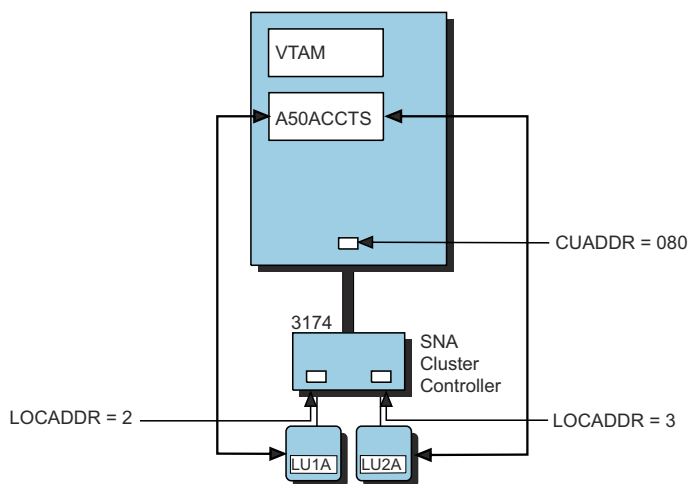 VTAM
A50ACCTS
CUADDR = 080
3174
SNA
Cluster
Controller
LOCADDR = 2
LOCADDR = 3
LU1A
LU2A